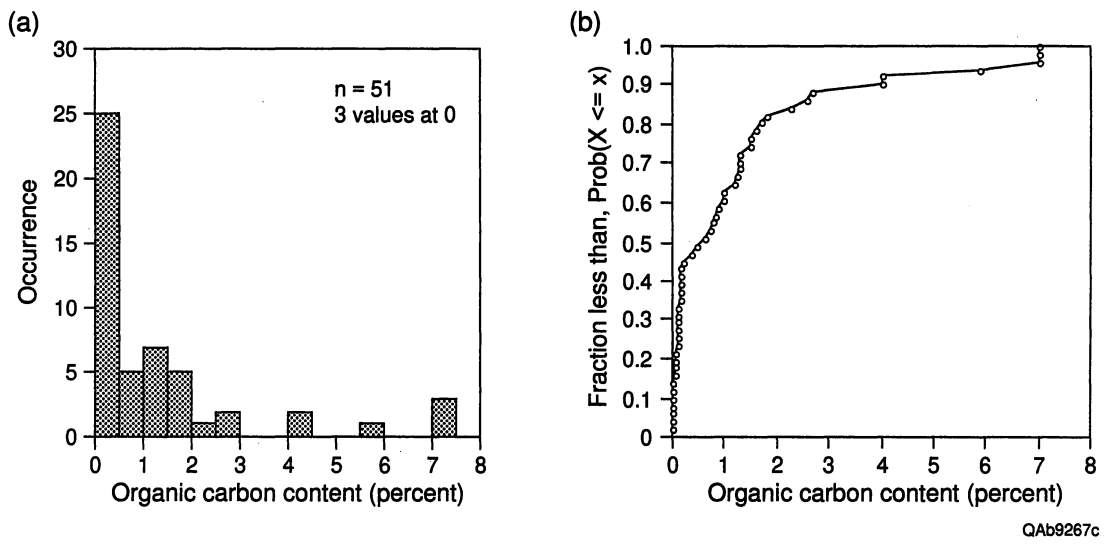 (a)
30
25
20
15
10
5
0
Occurrence
n = 51
3 values at 0
0 1 2 3 4 5 6 7 8
Organic carbon content (percent)
(b)
1.0
0.9
0.8
0.7
0.6
0.5
0.4
0.3
0.2
0.1
0
Fraction less than, Prob(X <= x)
0 1 2 3 4 5 6 7 8
Organic carbon content (percent)
QAb9267c